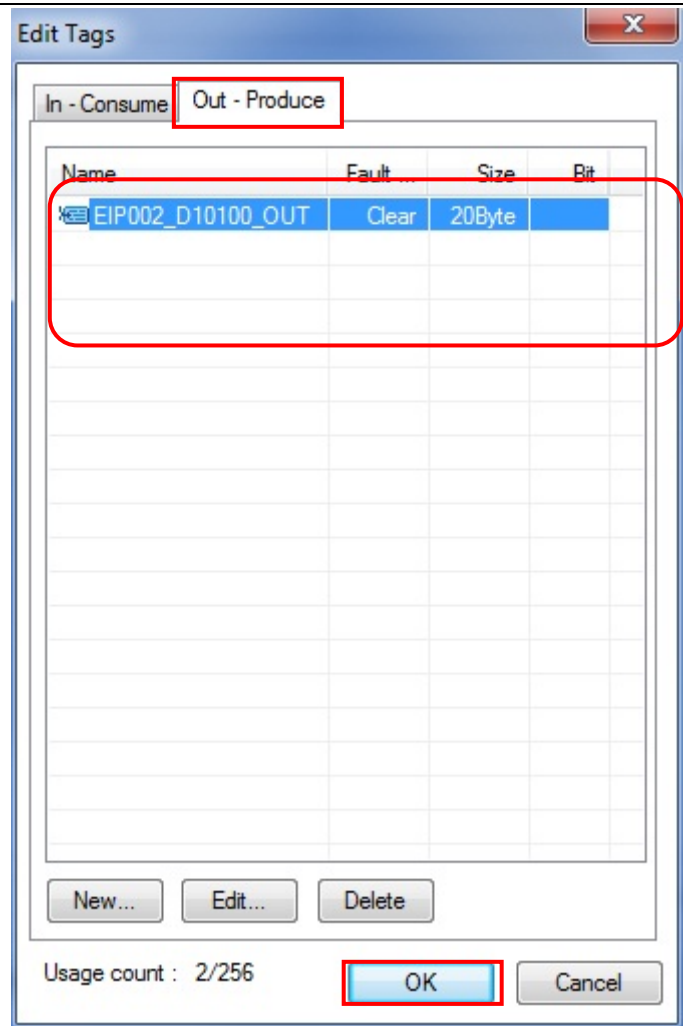 Edit Tags
In - Consume Out - Produce
Name Fault ... Size Bit
EIP002_D10100_OUT Clear 20Byte
New... Edit... Delete
Usage count : 2/256 OK Cancel